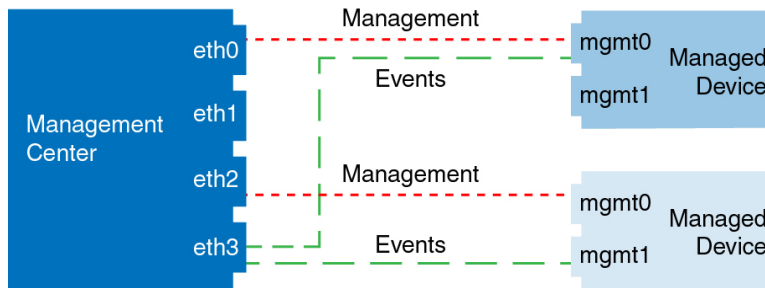 Management
eth0
mgmt0
Managed
Device
Events
mgmt1
eth1
Management
Center
eth2
Management
mgmt0
Managed
Device
eth3
Events
mgmt1